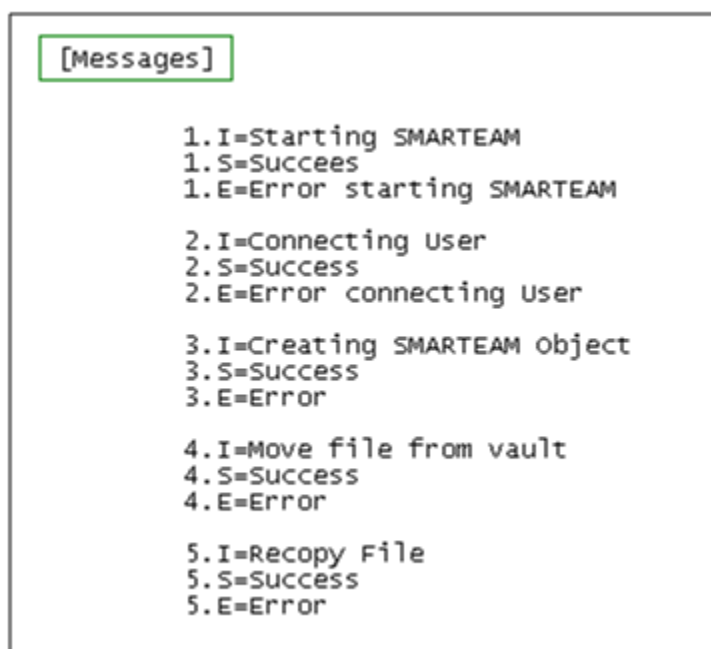 [Messages]
1.I=Starting SMARTEAM
1.S=Succees
1.E=Error starting SMARTEAM
2.I=Connecting User
2.S=Success
2.E=Error connecting User
3.I=Creating SMARTEAM Object
3.S=Success
3.E=Error
4.I=Move file from vault
4.S=Success
4.E=Error
5.I=Recopy File
5.S=Success
5.E=Error